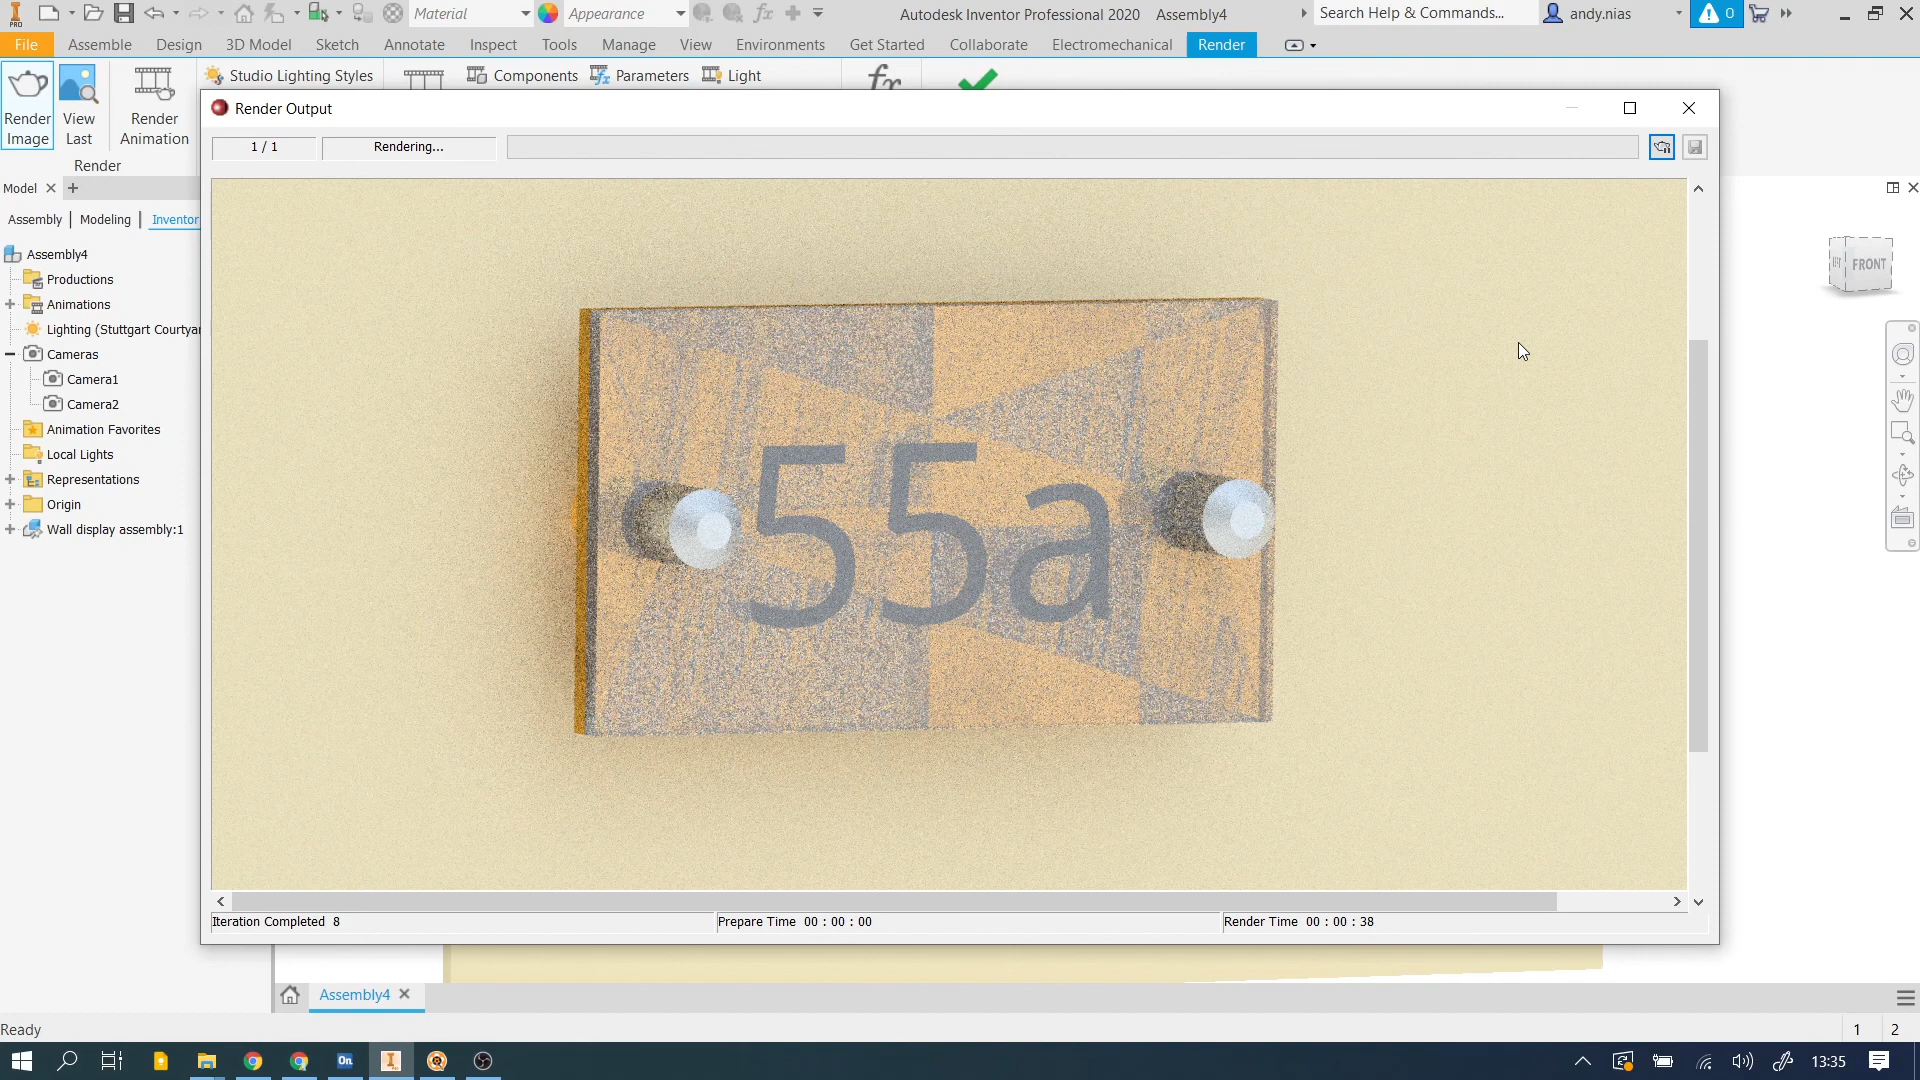 Material
Appearance
Autodesk Inventor Professional 2020 Assembly4
Search Help & Commands...
andy.nias
0
PRO
File Assemble Design 3D Model Sketch Annotate Inspect Tools Manage View Environments Get Started Collaborate Electromechanical Render
Render Image
View Last
Render Animation
Studio Lighting Styles
Components
Parameters
Light
Render
Render Output
1 / 1
Rendering...
Model
Assembly | Modeling | Inventor
Assembly4
Productions
Animations
Lighting (Stuttgart Courtyar
Cameras
Camera1
Camera2
Animation Favorites
Local Lights
Representations
Origin
Wall display assembly:1
55a
FRONT
Iteration Completed 8
Prepare Time 00 : 00 : 00
Render Time 00 : 00 : 38
Assembly4
Ready
1 2
On
13:35